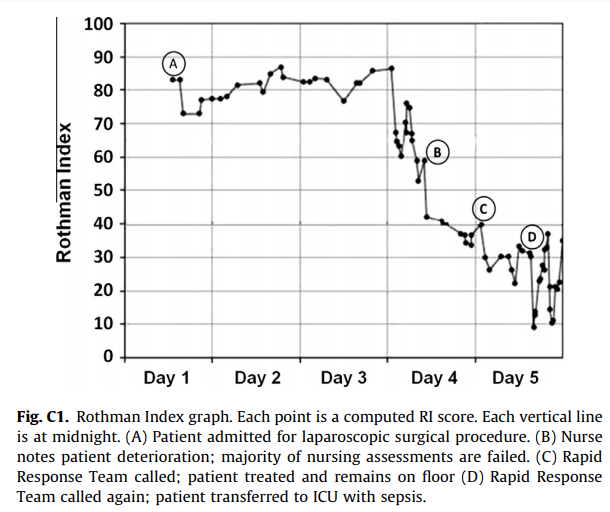 100
90
80
70
60
50
40
30
20
10
0
Rothman Index
A
B
C
D
Day 1 Day 2 Day 3 Day 4 Day 5
Fig. C1. Rothman Index graph. Each point is a computed RI score. Each vertical line
is at midnight. (A) Patient admitted for laparoscopic surgical procedure. (B) Nurse
notes patient deterioration; majority of nursing assessments are failed. (C) Rapid
Response Team called; patient treated and remains on floor (D) Rapid Response
Team called again; patient transferred to ICU with sepsis.